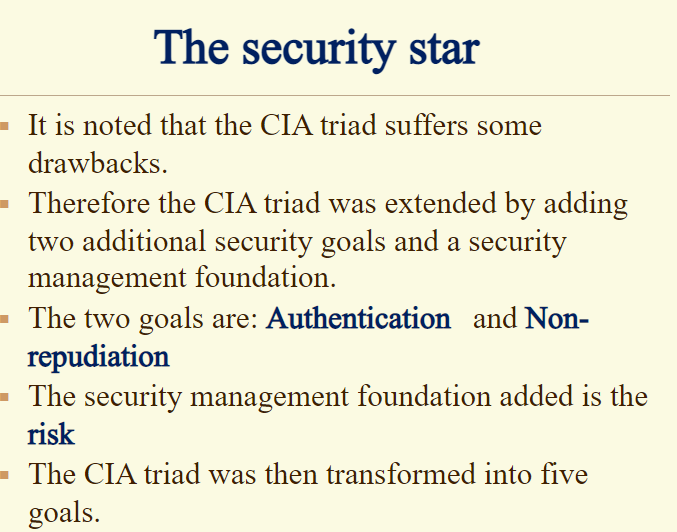 The security star
It is noted that the CIA triad suffers some
drawbacks.
Therefore the CIA triad was extended by adding
two additional security goals and a security
management foundation.
The two goals are: Authentication and Non-
repudiation
The security management foundation added is the
risk
The CIA triad was then transformed into five
goals.